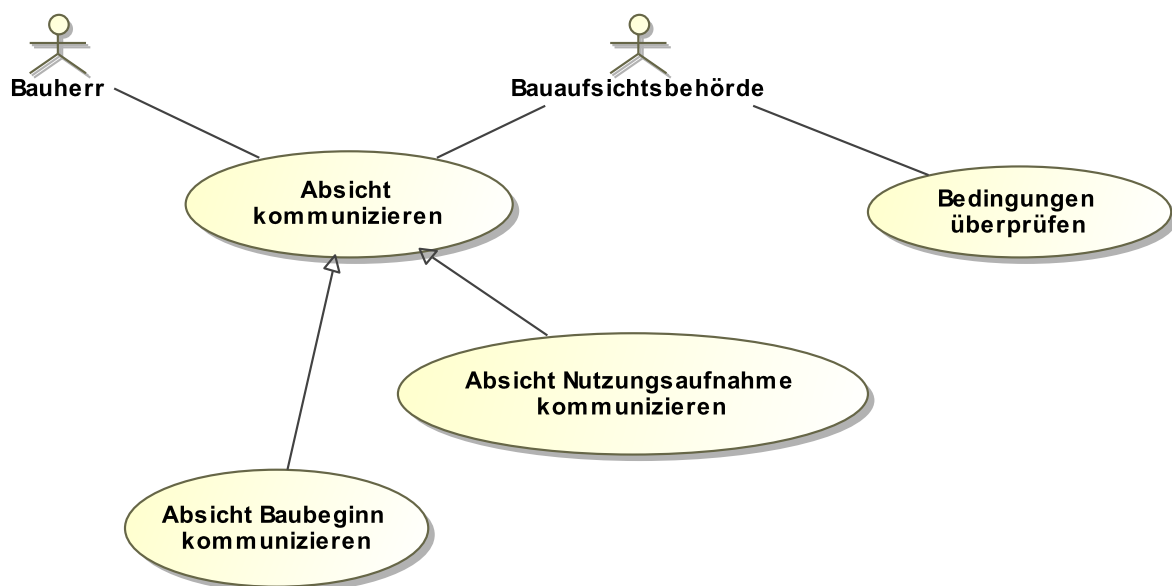 Bauherr
Bauaufsichtsbehörde
Absicht
kommunizieren
Bedingungen
überprüfen
Absicht Nutzungsaufnahme
kommunizieren
Absicht Baubeginn
kommunizieren